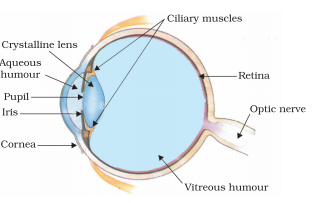 Ciliary muscles
Crystalline lens
Aqueous
humour
Pupil
Iris
Cornea
Retina
Optic nerve
Vitreous humour